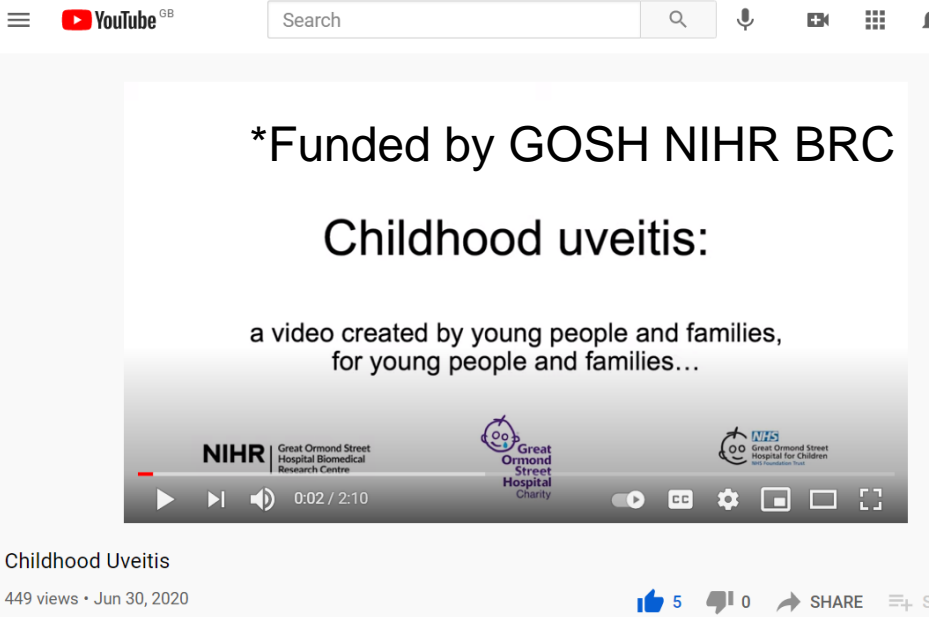 YouTube GB
Search
*Funded by GOSH NIHR BRC
Childhood uveitis:
a video created by young people and families,
for young people and families…
NIHR
Great Ormond Street
Hospital Biomedical
Research Centre
Great
Ormond
Street
Hospital
Charity
NHS
Great Ormond Street
Hospital for Children
NHS Foundation Trust
0:02 / 2:10
CC
Childhood Uveitis
449 views • Jun 30, 2020
5
0
SHARE
S